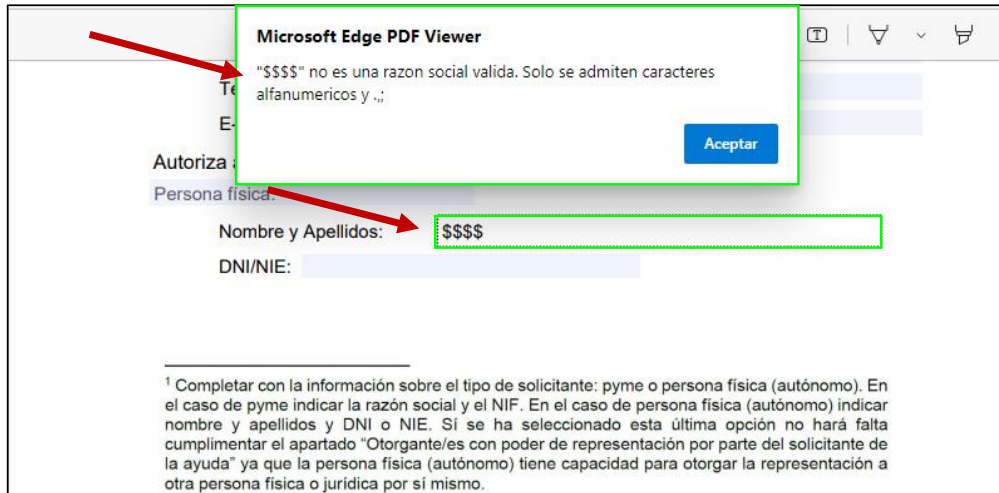 Microsoft Edge PDF Viewer
"$$$$" no es una razon social valida. Solo se admiten caracteres
alfanumericos y .,;
Aceptar
T
E-
Autoriza a
Persona física:
Nombre y Apellidos: $$$$
DNI/NIE:
1 Completar con la información sobre el tipo de solicitante: pyme o persona física (autónomo). En
el caso de pyme indicar la razón social y el NIF. En el caso de persona física (autónomo) indicar
nombre y apellidos y DNI o NIE. Sí se ha seleccionado esta última opción no hará falta
cumplimentar el apartado “Otorgante/es con poder de representación por parte del solicitante de
la ayuda” ya que la persona física (autónomo) tiene capacidad para otorgar la representación a
otra persona física o jurídica por sí mismo.